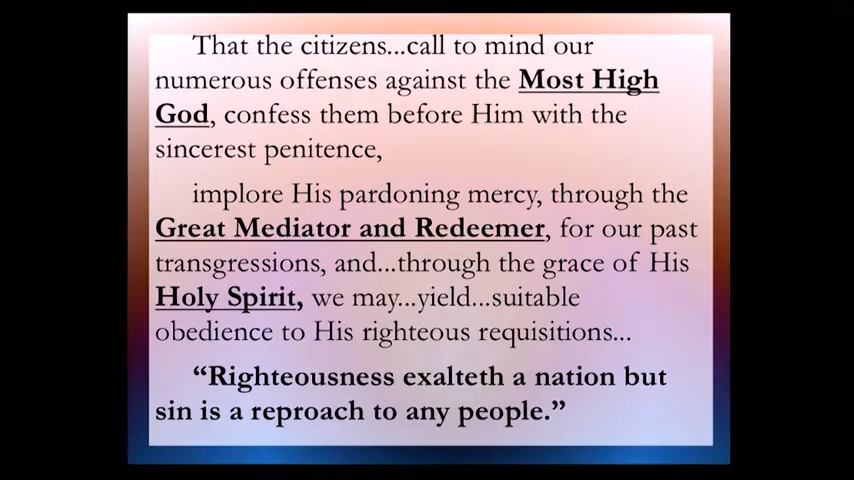 That the citizens...call to mind our
numerous offenses against the Most High
God, confess them before Him with the
sincerest penitence,
implore His pardoning mercy, through the
Great Mediator and Redeemer, for our past
transgressions, and...through the grace of His
Holy Spirit, we may...yield...suitable
obedience to His righteous requisitions...
“Righteousness exalteth a nation but
sin is a reproach to any people.”